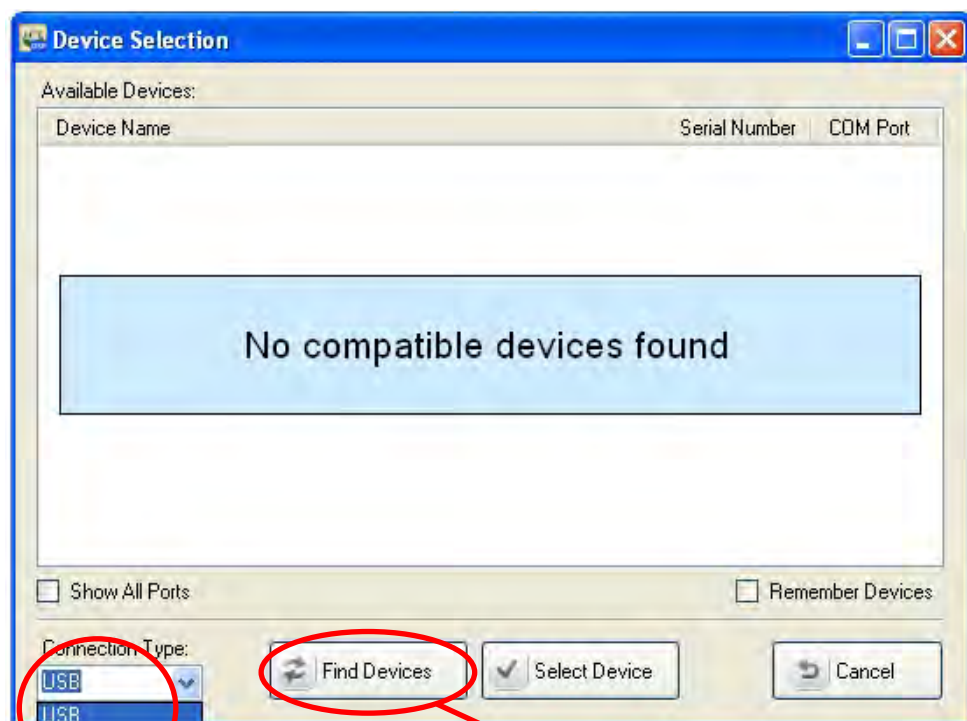 Device Selection
Available Devices:
Device Name Serial Number COM Port
No compatible devices found
Show All Ports Remember Devices
Connection Type:
USB Find Devices Select Device Cancel
USB